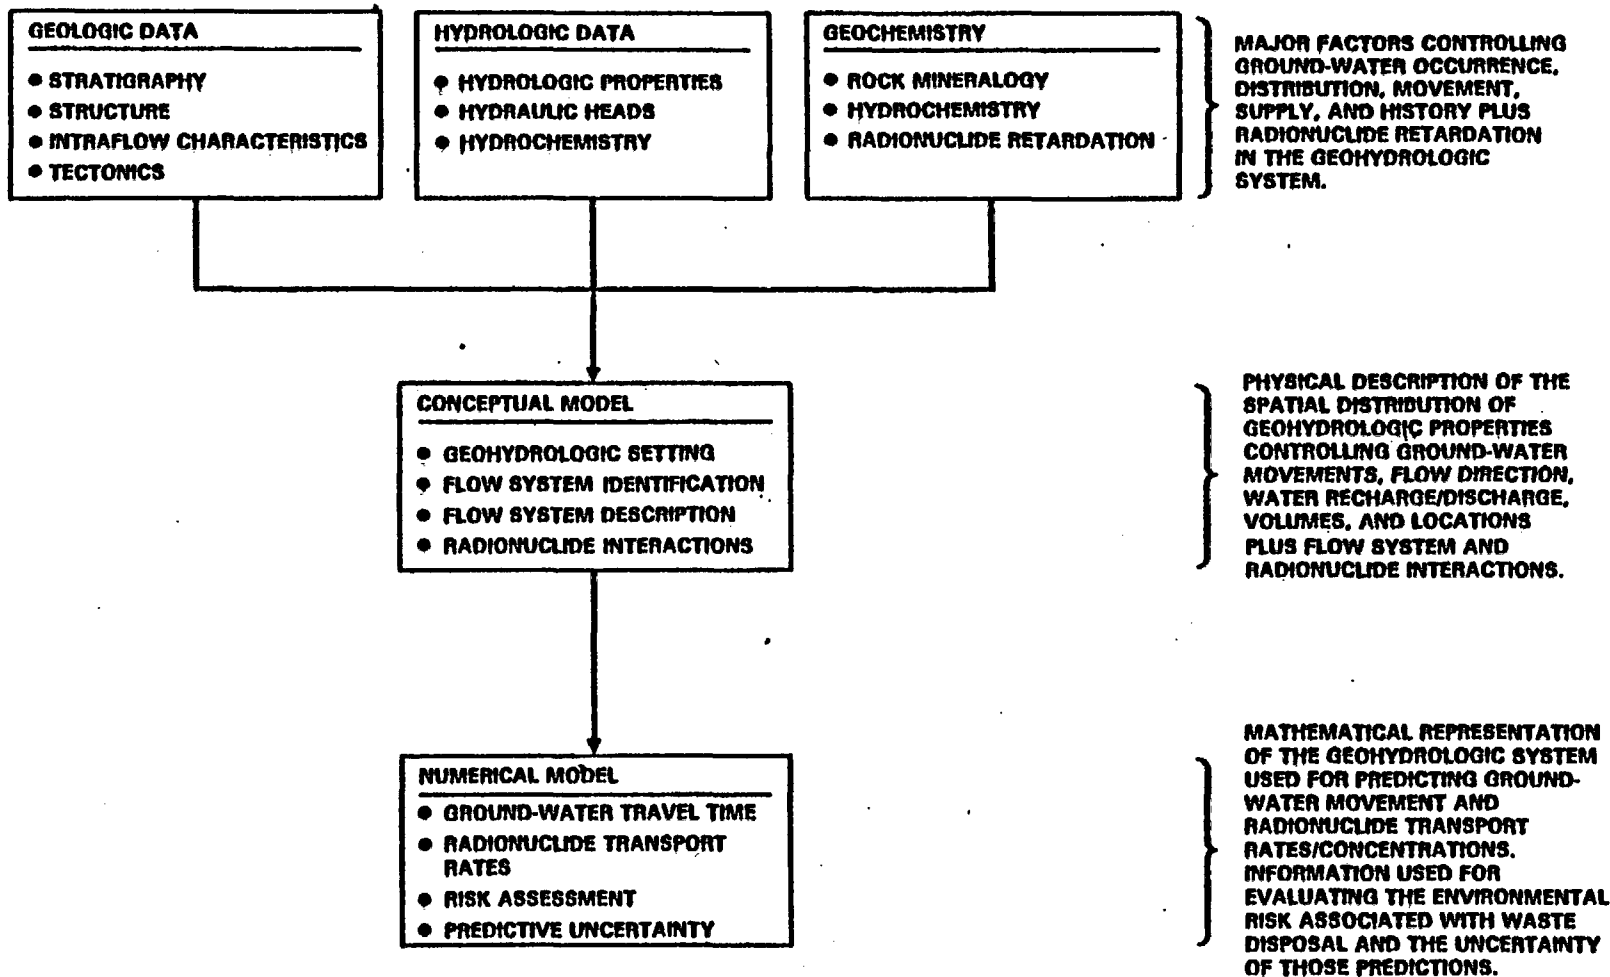 GEOLOGIC DATA
● STRATIGRAPHY
● STRUCTURE
● INTRAFLOW CHARACTERISTICS
● TECTONICS
HYDROLOGIC DATA
● HYDROLOGIC PROPERTIES
● HYDRAULIC HEADS
● HYDROCHEMISTRY
GEOCHEMISTRY
● ROCK MINERALOGY
● HYDROCHEMISTRY
● RADIONUCLIDE RETARDATION
MAJOR FACTORS CONTROLLING
GROUND-WATER OCCURRENCE,
DISTRIBUTION, MOVEMENT,
SUPPLY, AND HISTORY PLUS
RADIONUCLIDE RETARDATION
IN THE GEOHYDROLOGIC
SYSTEM.
CONCEPTUAL MODEL
● GEOHYDROLOGIC SETTING
● FLOW SYSTEM IDENTIFICATION
● FLOW SYSTEM DESCRIPTION
● RADIONUCLIDE INTERACTIONS
PHYSICAL DESCRIPTION OF THE
SPATIAL DISTRIBUTION OF
GEOHYDROLOGIC PROPERTIES
CONTROLLING GROUND-WATER
MOVEMENTS, FLOW DIRECTION,
WATER RECHARGE/DISCHARGE,
VOLUMES, AND LOCATIONS
PLUS FLOW SYSTEM AND
RADIONUCLIDE INTERACTIONS.
NUMERICAL MODEL
● GROUND-WATER TRAVEL TIME
● RADIONUCLIDE TRANSPORT
RATES
● RISK ASSESSMENT
● PREDICTIVE UNCERTAINTY
MATHEMATICAL REPRESENTATION
OF THE GEOHYDROLOGIC SYSTEM
USED FOR PREDICTING GROUND-
WATER MOVEMENT AND
RADIONUCLIDE TRANSPORT
RATES/CONCENTRATIONS.
INFORMATION USED FOR
EVALUATING THE ENVIRONMENTAL
RISK ASSOCIATED WITH WASTE
DISPOSAL AND THE UNCERTAINTY
OF THOSE PREDICTIONS.